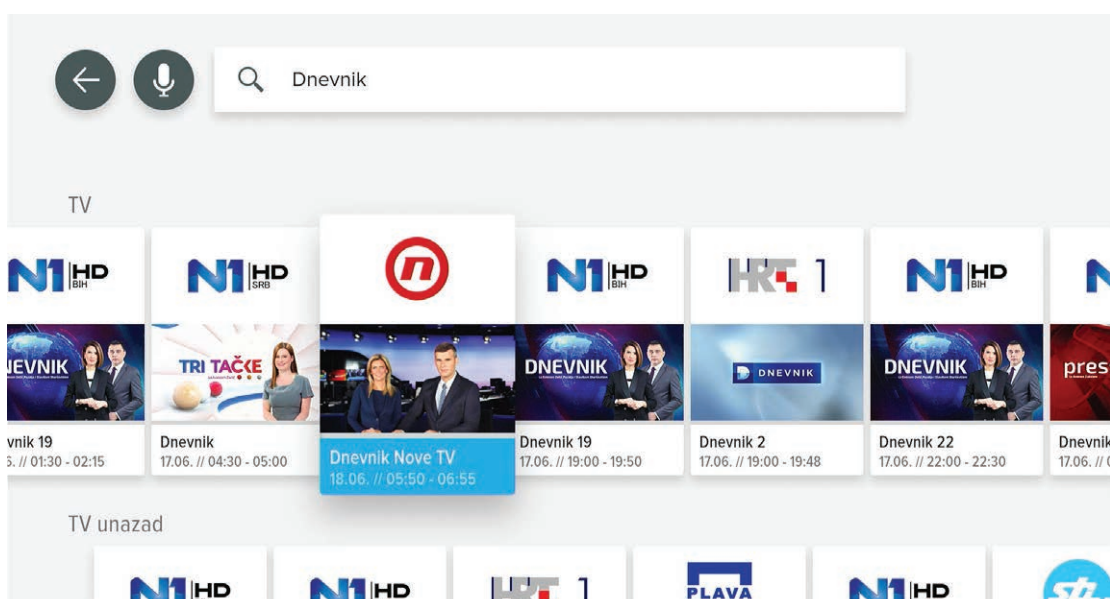 Dnevnik
TV
N1 HD BIH
N1 HD SRB
n
N1 HD BIH
HRT 1
N1 HD BIH
N
NEVNIK
TRI TAČKE
DNEVNIK
DNEVNIK
DNEVNIK
pres
vnik 19
Dnevnik
Dnevnik Nove TV
Dnevnik 19
Dnevnik 2
Dnevnik 22
Dnevnik
6. // 01:30 - 02:15
17.06. // 04:30 - 05:00
18.06. // 05:50 - 06:55
17.06. // 19:00 - 19:50
17.06. // 19:00 - 19:48
17.06. // 22:00 - 22:30
17.06. //
TV unazad
N1 HD
N1 HD
HRT 1
PLAVA
N1 HD